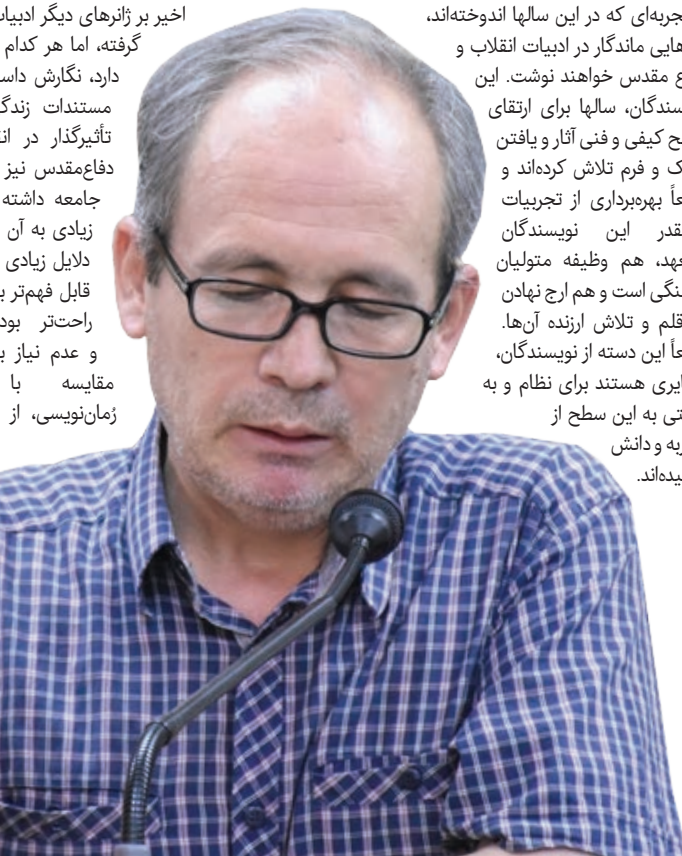 تجربه‌ای که در این سالها اندوخته‌اند،
هایی ماندگار در ادبیات انقلاب و
ع مقدس خواهند نوشت. این
سندگان، سالها برای ارتقای
ح کیفی و فنی آثار و یافتن
ک و فرم تلاش کرده‌اند و
عاً بهره‌برداری از تجربیات
قدر این نویسندگان
عهد، هم وظیفه متولیان
نگی است و هم ارج نهادن
قلم و تلاش ارزنده آن‌ها.
عاً این دسته از نویسندگان،
ایری هستند برای نظام و به
تی به این سطح از
ربه و دانش
یده‌اند.
اخیر بر ژانرهای دیگر ادبیات
گرفته، اما هر کدام
دارد، نگارش داس
مستندات زندگ
تأثیرگذار در انق
دفاع‌مقدس نیز
جامعه داشته
زیادی به آن
دلایل زیادی
قابل فهم‌تر ب
راحت‌تر بود
و عدم نیاز ب
مقایسه با
رُمان‌نویسی، از